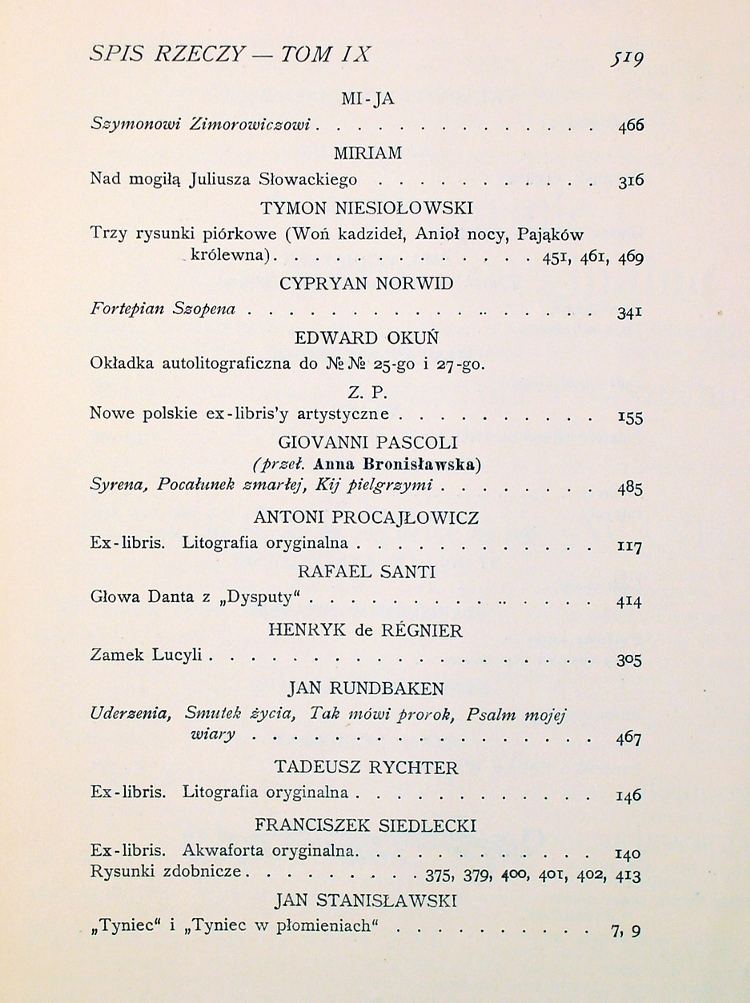 SPIS RZECZY — TOM IX 519
MI-JA
Szymonowi Zimorowiczowi . . . . . . . . . . . . . . 466
MIRIAM
Nad mogiłą Juliusza Słowackiego . . . . . . . . . . . 316
TYMON NIESIOŁOWSKI
Trzy rysunki piórkowe (Woń kadzideł, Anioł nocy, Pająków
królewna) . . . . . . . . . . . . . 451, 461, 469
CYPRYAN NORWID
Fortepian Szopena . . . . . . . . . . . . . . . . . 341
EDWARD OKUŃ
Okładka autolitograficzna do №№ 25-go i 27-go.
Z. P.
Nowe polskie ex-libris'y artystyczne . . . . . . . . . . 155
GIOVANNI PASCOLI
(przeł. Anna Bronisławska)
Syrena, Pocałunek zmarłej, Kij pielgrzymi . . . . . . . . 485
ANTONI PROCAJŁOWICZ
Ex-libris. Litografia oryginalna . . . . . . . . . . . . 117
RAFAEL SANTI
Głowa Danta z „Dysputy“ . . . . . . . . . . . . . . 414
HENRYK de RÉGNIER
Zamek Lucyli . . . . . . . . . . . . . . . . . . . 305
JAN RUNDBAKEN
Uderzenia, Smutek życia, Tak mówi prorok, Psalm mojej
wiary . . . . . . . . . . . . . . . . . 467
TADEUSZ RYCHTER
Ex-libris. Litografia oryginalna . . . . . . . . . . . . 146
FRANCISZEK SIEDLECKI
Ex-libris. Akwaforta oryginalna. . . . . . . . . . . . 140
Rysunki zdobnicze . . . . . . . . . 375, 379, 400, 401, 402, 413
JAN STANISŁAWSKI
„Tyniec“ i „Tyniec w płomieniach“ . . . . . . . . . . 7, 9